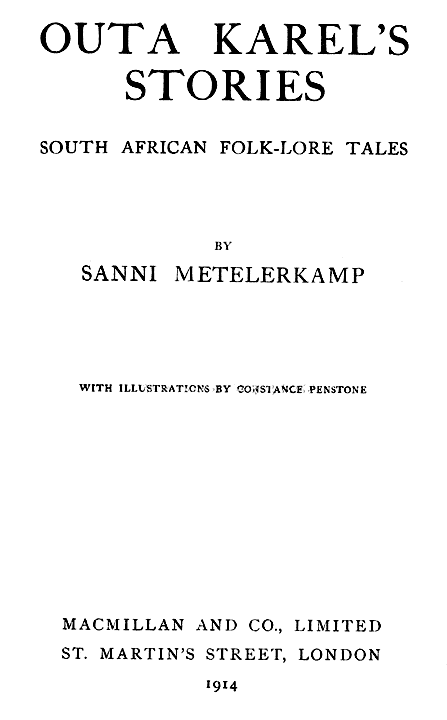 OUTA KAREL'S
STORIES
SOUTH AFRICAN FOLK-LORE TALES
BY
SANNI METELERKAMP
WITH ILLUSTRATIONS BY CONSTANCE PENSTONE
MACMILLAN AND CO., LIMITED
ST. MARTIN'S STREET, LONDON
1914